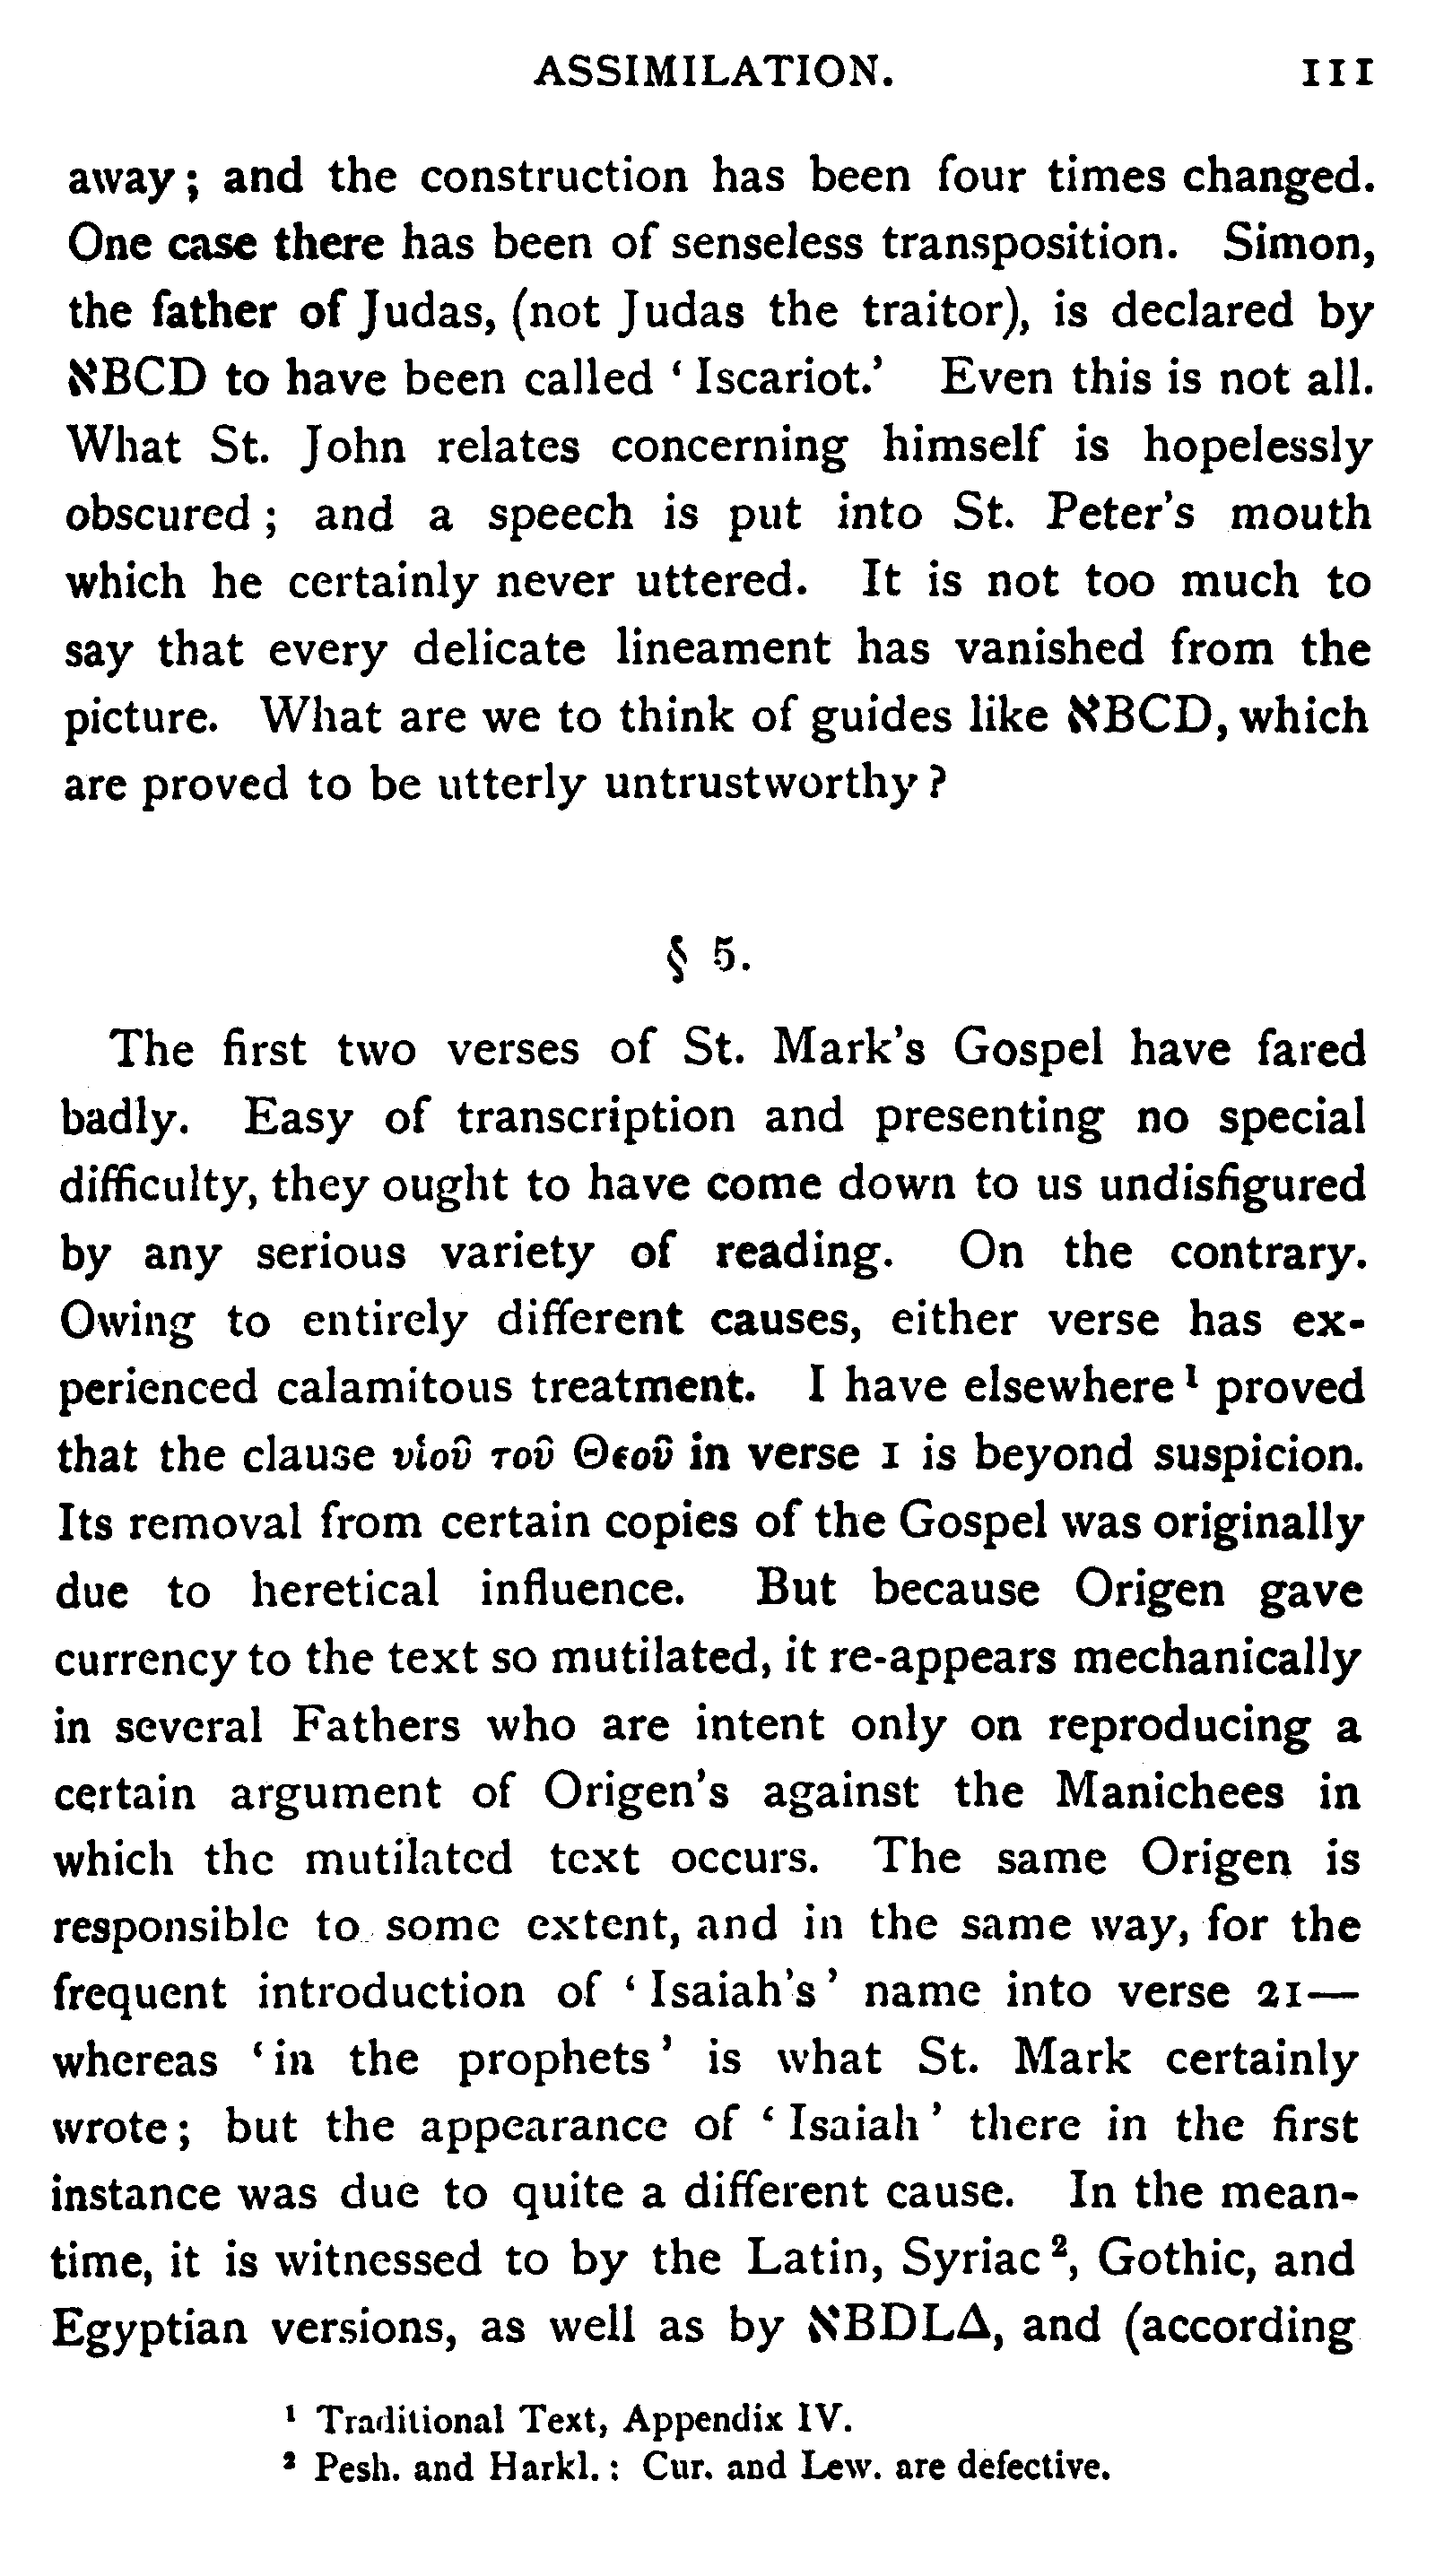 ASSIMILATION. 111
away; and the construction has been four times changed.
One case there has been of senseless transposition. Simon,
the father of Judas, (not Judas the traitor), is declared by
אBCD to have been called ‘Iscariot.’ Even this is not all.
What St. John relates concerning himself is hopelessly
obscured; and a speech is put into St. Peter’s mouth
which he certainly never uttered. It is not too much to
say that every delicate lineament has vanished from the
picture. What are we to think of guides like אBCD, which
are proved to be utterly untrustworthy?
§ 5.
The first two verses of St. Mark’s Gospel have fared
badly. Easy of transcription and presenting no special
difficulty, they ought to have come down to us undisfigured
by any serious variety of reading. On the contrary.
Owing to entirely different causes, either verse has ex-
perienced calamitous treatment. I have elsewhere¹ proved
that the clause υἱοῦ τοῦ Θεοῦ in verse 1 is beyond suspicion.
Its removal from certain copies of the Gospel was originally
due to heretical influence. But because Origen gave
currency to the text so mutilated, it re-appears mechanically
in several Fathers who are intent only on reproducing a
certain argument of Origen’s against the Manichees in
which the mutilated text occurs. The same Origen is
responsible to some extent, and in the same way, for the
frequent introduction of ‘Isaiah’s’ name into verse 21—
whereas ‘in the prophets’ is what St. Mark certainly
wrote; but the appearance of ‘Isaiah’ there in the first
instance was due to quite a different cause. In the mean-
time, it is witnessed to by the Latin, Syriac², Gothic, and
Egyptian versions, as well as by אBDLΔ, and (according
¹ Traditional Text, Appendix IV.
² Pesh. and Harkl.: Cur. and Lew. are defective.